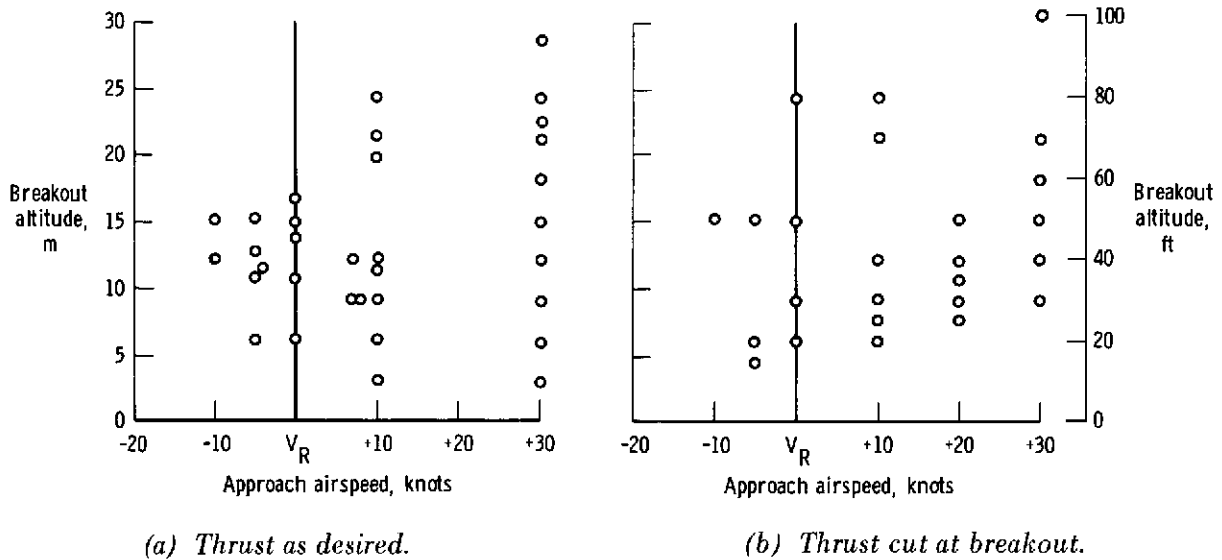 30
25
20
15
10
5
0
Breakout
altitude,
m
-20
-10
V_R
+10
+20
+30
Approach airspeed, knots
(a) Thrust as desired.
100
80
60
40
20
0
Breakout
altitude,
ft
-20
-10
V_R
+10
+20
+30
Approach airspeed, knots
(b) Thrust cut at breakout.